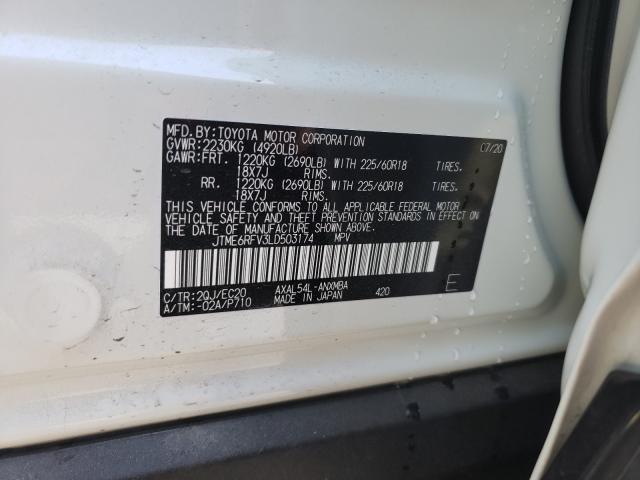 MFD. BY: TOYOTA MOTOR CORPORATION 07/20
GVWR: 2230KG (4920LB)
GAWR: FRT. 1220KG (2690LB) WITH 225/60R18 TIRES.
18X7J RIMS.
RR. 1220KG (2690LB) WITH 225/60R18 TIRES.
18X7J RIMS.
THIS VEHICLE CONFORMS TO ALL APPLICABLE FEDERAL MOTOR
VEHICLE SAFETY AND THEFT PREVENTION STANDARDS IN EFFECT ON
THE DATE OF MANUFACTURE SHOWN ABOVE.
JTME6RFV3LD503174 MPV
C/TR: 2QJ/EC20 AXAL54L-ANXMBA
A/TM: -02A/P710 MADE IN JAPAN 420
E